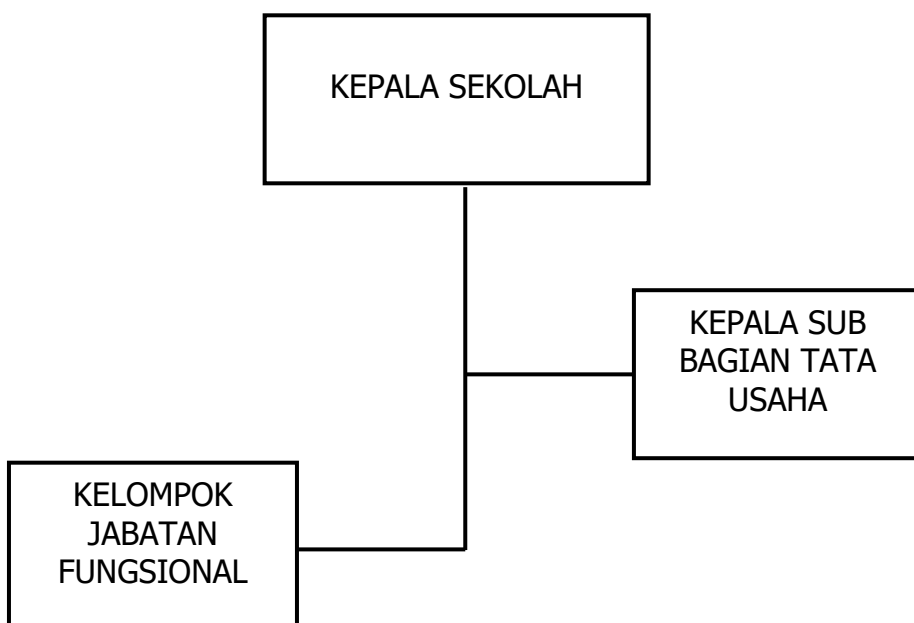 KEPALA SEKOLAH
KEPALA SUB
BAGIAN TATA
USAHA
KELOMPOK
JABATAN
FUNGSIONAL